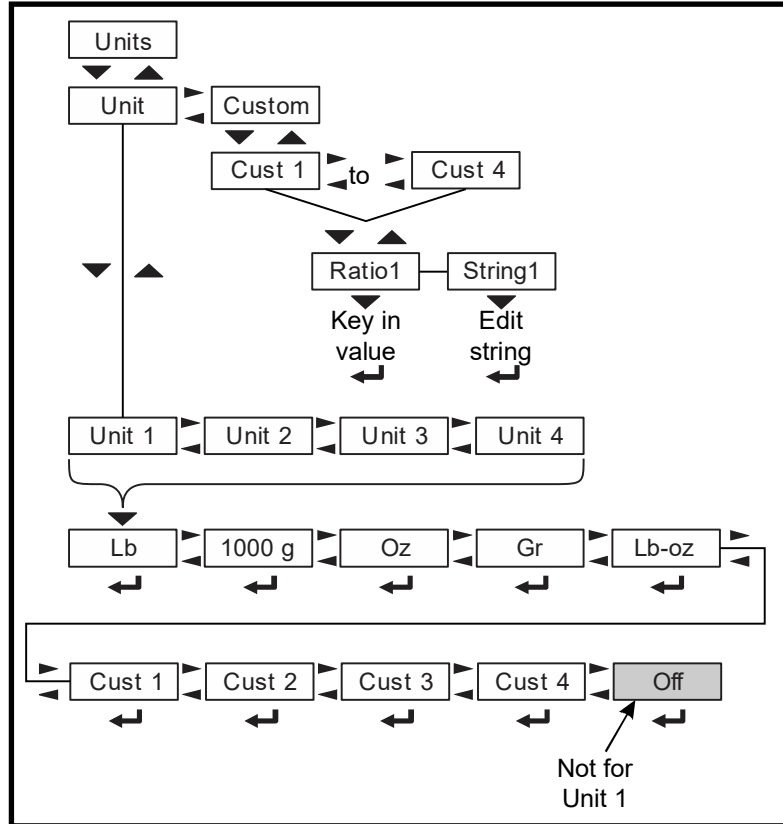 Units
Unit
Custom
Cust 1
to
Cust 4
Ratio1
String1
Key in
value
Edit
string
Unit 1
Unit 2
Unit 3
Unit 4
Lb
1000 g
Oz
Gr
Lb-oz
Cust 1
Cust 2
Cust 3
Cust 4
Off
Not for
Unit 1